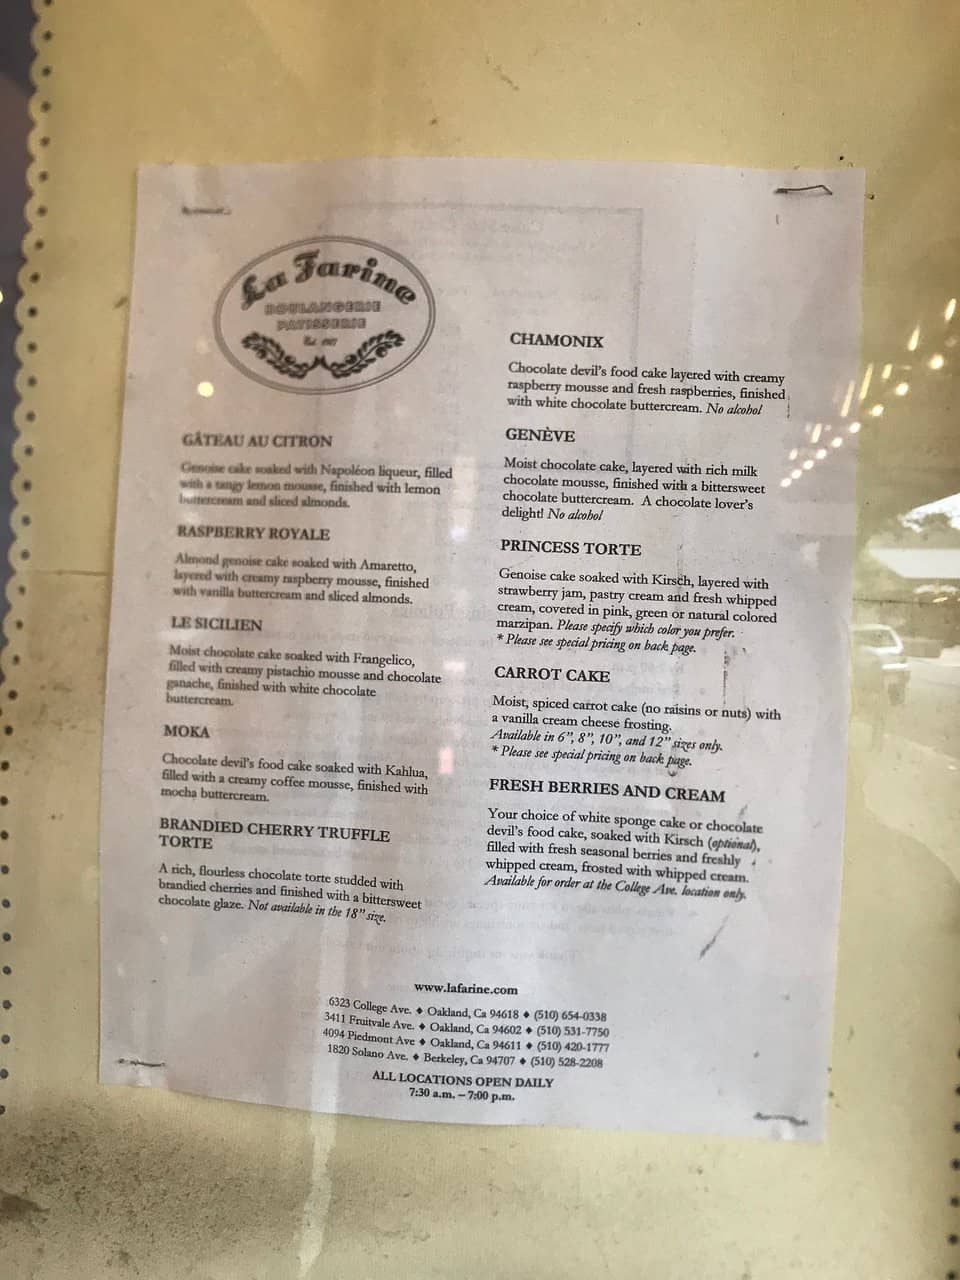 La Farine
BOULANGERIE
PATISSERIE
Est. 1977
GÂTEAU AU CITRON
Genoise cake soaked with Napoléon liqueur, filled
with a tangy lemon mousse, finished with lemon
buttercream and sliced almonds.
RASPBERRY ROYALE
Almond genoise cake soaked with Amaretto,
layered with creamy raspberry mousse, finished
with vanilla buttercream and sliced almonds.
LE SICILIEN
Moist chocolate cake soaked with Frangelico,
filled with creamy pistachio mousse and chocolate
ganache, finished with white chocolate
buttercream.
MOKA
Chocolate devil's food cake soaked with Kahlua,
filled with a creamy coffee mousse, finished with
mocha buttercream.
BRANDIED CHERRY TRUFFLE
TORTE
A rich, flourless chocolate torte studded with
brandied cherries and finished with a bittersweet
chocolate glaze. Not available in the 18" size.
CHAMONIX
Chocolate devil's food cake layered with creamy
raspberry mousse and fresh raspberries, finished
with white chocolate buttercream. No alcohol
GENÈVE
Moist chocolate cake, layered with rich milk
chocolate mousse, finished with a bittersweet
chocolate buttercream. A chocolate lover's
delight! No alcohol
PRINCESS TORTE
Genoise cake soaked with Kirsch, layered with
strawberry jam, pastry cream and fresh whipped
cream, covered in pink, green or natural colored
marzipan. Please specify which color you prefer.
* Please see special pricing on back page.
CARROT CAKE
Moist, spiced carrot cake (no raisins or nuts) with
a vanilla cream cheese frosting.
Available in 6", 8", 10", and 12" sizes only.
* Please see special pricing on back page.
FRESH BERRIES AND CREAM
Your choice of white sponge cake or chocolate
devil's food cake, soaked with Kirsch (optional),
filled with fresh seasonal berries and freshly
whipped cream, frosted with whipped cream.
Available for order at the College Ave. location only.
www.lafarine.com
6323 College Ave. ♦ Oakland, Ca 94618 ♦ (510) 654-0338
3411 Fruitvale Ave. ♦ Oakland, Ca 94602 ♦ (510) 531-7750
4094 Piedmont Ave ♦ Oakland, Ca 94611 ♦ (510) 420-1777
1820 Solano Ave. ♦ Berkeley, Ca 94707 ♦ (510) 528-2208
ALL LOCATIONS OPEN DAILY
7:30 a.m. – 7:00 p.m.